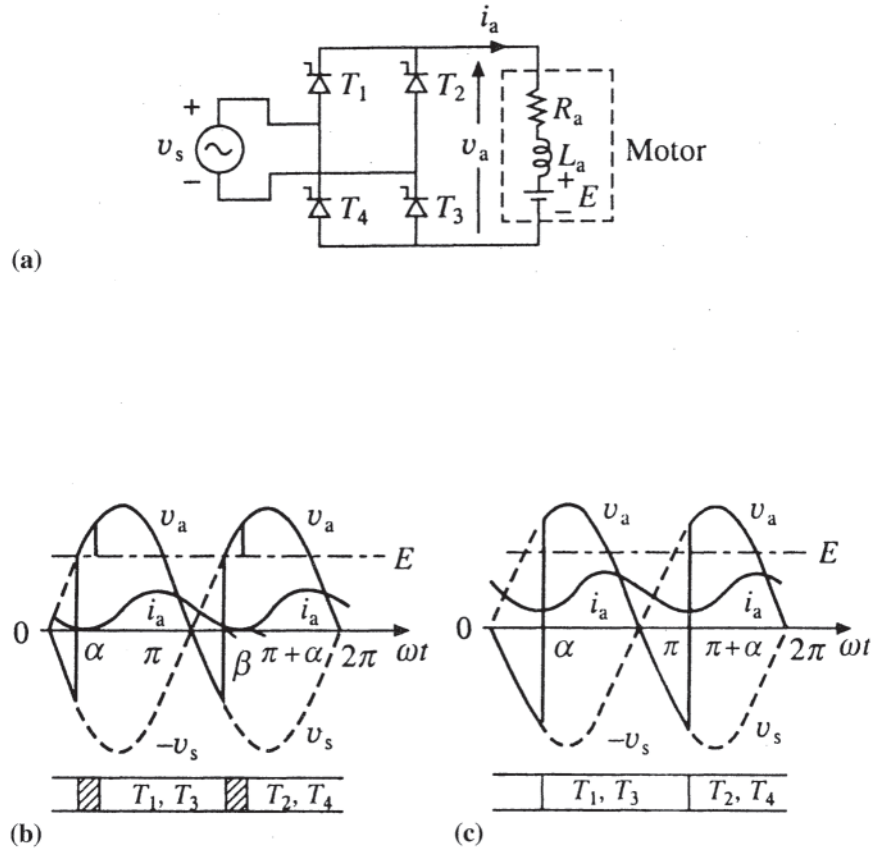 i_a
T_1 T_2
+
v_s
−
v_a
R_a
L_a
+
E
−
Motor
T_4 T_3
(a)
v_a v_a
E
i_a i_a
0 α π β π + α 2π ωt
−v_s v_s
T_1, T_3 T_2, T_4
(b)
v_a v_a
E
i_a i_a
0 α π π + α 2π ωt
−v_s v_s
T_1, T_3 T_2, T_4
(c)